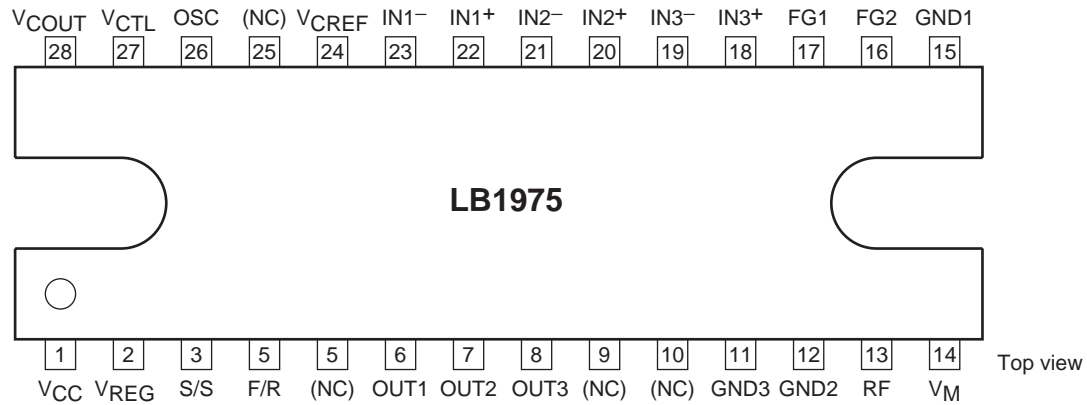 VCOUT VCTL OSC (NC) VCREF IN1– IN1+ IN2– IN2+ IN3– IN3+ FG1 FG2 GND1
28 27 26 25 24 23 22 21 20 19 18 17 16 15
LB1975
1 2 3 5 5 6 7 8 9 10 11 12 13 14
Top view
VCC VREG S/S F/R (NC) OUT1 OUT2 OUT3 (NC) (NC) GND3 GND2 RF VM